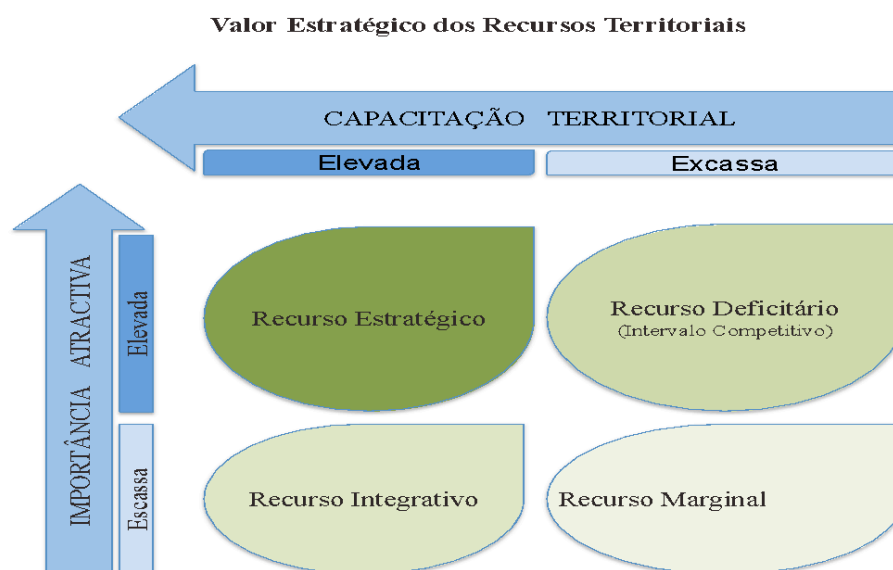 Valor Estratégico dos Recursos Territoriais
CAPACITAÇÃO TERRITORIAL
Elevada
Excassa
IMPORTÂNCIA ATRACTIVA
Elevada
Recurso Estratégico
Recurso Deficitário
(Intervalo Competitivo)
Escassa
Recurso Integrativo
Recurso Marginal